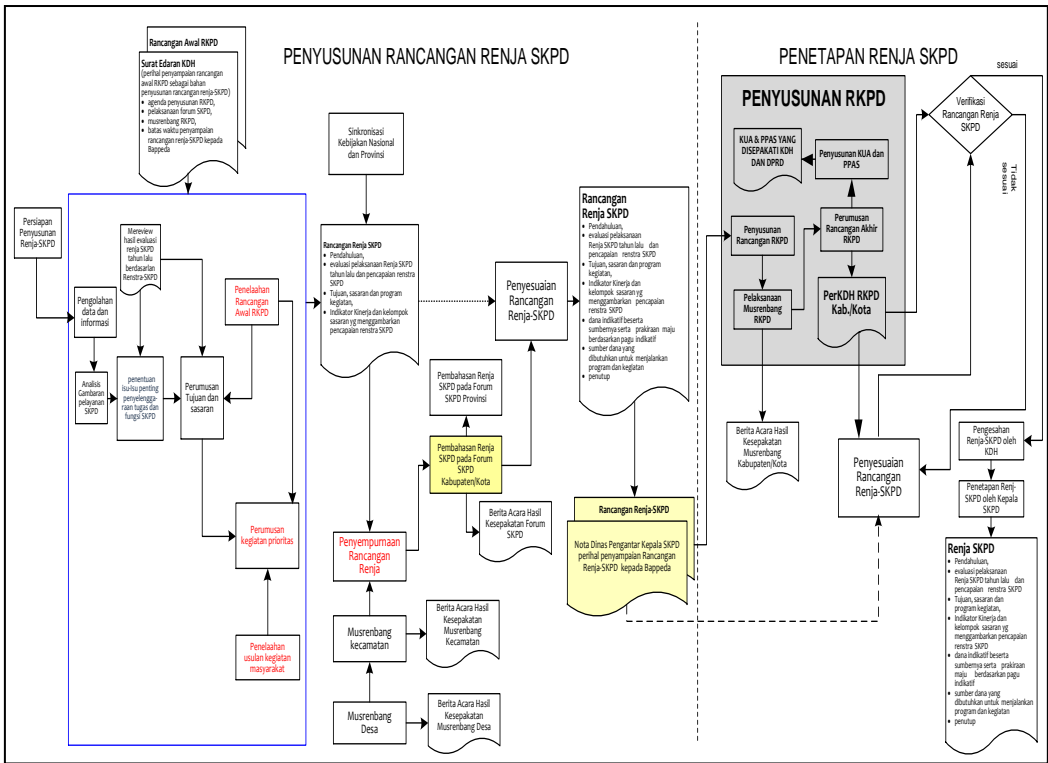 Rancangan Awal RKPD
Surat Edaran KDH
(perihal penyampaian rancangan
awal RKPD sebagai bahan
penyusunan rancangan renja-SKPD)
• agenda penyusunan RKPD,
• pelaksanaan forum SKPD,
• musrenbang RKPD,
• batas waktu penyampaian
rancangan renja-SKPD kepada
Bappeda
PENYUSUNAN RANCANGAN RENJA SKPD
Persiapan
Penyusunan
Renja-SKPD
Pengolahan
data dan
informasi
Analisis
Gambaran
pelayanan
SKPD
Mereview
hasil evaluasi
renja SKPD
tahun lalu
berdasarlan
Renstra-SKPD
penentuan
isu-isu penting
penyelengga-
raan tugas dan
fungsi SKPD
Perumusan
Tujuan dan
sasaran
Penelaahan
Rancangan
Awal RKPD
Perumusan
kegiatan prioritas
Penelaahan
usulan kegiatan
masyarakat
Sinkronisasi
Kebijakan Nasional
dan Provinsi
Rancangan Renja SKPD
• Pendahuluan,
• evaluasi pelaksanaan Renja SKPD
tahun lalu dan pencapaian renstra
SKPD
• Tujuan, sasaran dan program
kegiatan,
• Indikator Kinerja dan kelompok
sasaran yg menggambarkan
pencapaian renstra SKPD
Penyempurnaan
Rancangan
Renja
Musrenbang
kecamatan
Berita Acara Hasil
Kesepakatan
Musrenbang
Kecamatan
Musrenbang
Desa
Berita Acara Hasil
Kesepakatan
Musrenbang Desa
Pembahasan Renja
SKPD pada Forum
SKPD Provinsi
Pembahasan Renja
SKPD pada Forum
SKPD
Kabupaten/Kota
Berita Acara Hasil
Kesepakatan Forum
SKPD
Penyesuaian
Rancangan
Renja-SKPD
Rancangan
Renja SKPD
• Pendahuluan,
• evaluasi pelaksanaan
Renja SKPD tahun lalu dan
pencapaian renstra SKPD
• Tujuan, sasaran dan program
kegiatan,
• Indikator Kinerja dan
kelompok sasaran yg
menggambarkan pencapaian
renstra SKPD
• dana indikatif beserta
sumbernya serta prakiraan maju
berdasarkan pagu indikatif
• sumber dana yang
dibutuhkan untuk menjalankan
program dan kegiatan
• penutup
Rancangan Renja-SKPD
Nota Dinas Pengantar Kepala SKPD
perihal penyampaian Rancangan
Renja-SKPD kepada Bappeda
PENETAPAN RENJA SKPD
PENYUSUNAN RKPD
KUA & PPAS YANG
DISEPAKATI KDH
DAN DPRD
Penyusunan KUA dan
PPAS
Penyusunan
Rancangan RKPD
Perumusan
Rancangan Akhir
RKPD
Pelaksanaan
Musrenbang
RKPD
PerKDH RKPD
Kab./Kota
Berita Acara Hasil
Kesepakatan
Musrenbang
Kabupaten/Kota
sesuai
Verifikasi
Rancangan Renja
SKPD
Tidak
sesuai
Penyesuaian
Rancangan
Renja-SKPD
Pengesahan
Renja-SKPD oleh
KDH
Penetapan Renj-
SKPD oleh Kepala
SKPD
Renja SKPD
• Pendahuluan,
• evaluasi pelaksanaan
Renja SKPD tahun lalu dan
pencapaian renstra SKPD
• Tujuan, sasaran dan
program kegiatan,
• Indikator Kinerja dan
kelompok sasaran yg
menggambarkan pencapaian
renstra SKPD
• dana indikatif beserta
sumbernya serta prakiraan
maju berdasarkan pagu
indikatif
• sumber dana yang
dibutuhkan untuk menjalankan
program dan kegiatan
• penutup